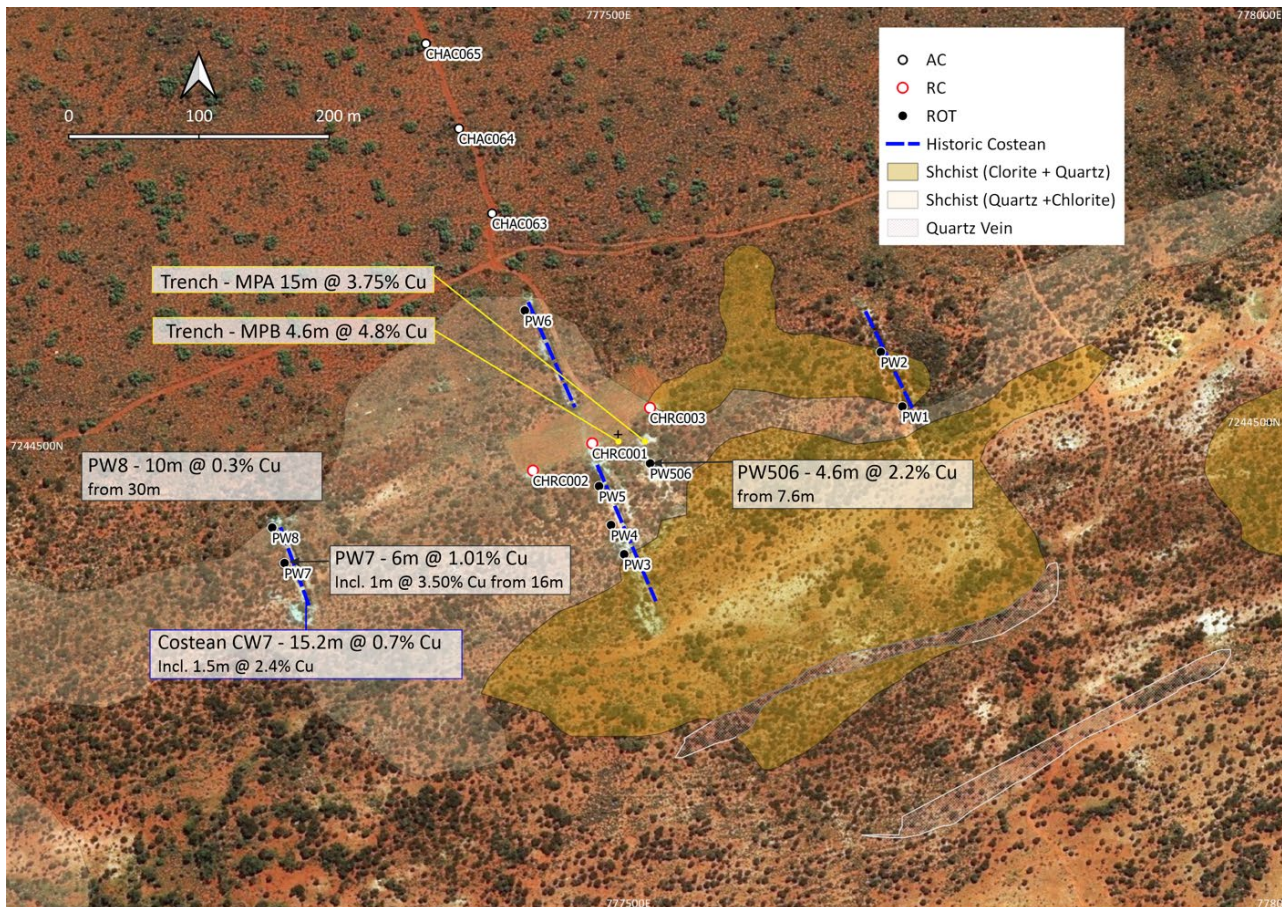 777500E
778000E
CHAC065
0
100
200 m
CHAC064
CHAC063
AC
RC
ROT
Historic Costean
Shchist (Clorite + Quartz)
Shchist (Quartz +Chlorite)
Quartz Vein
Trench - MPA 15m @ 3.75% Cu
Trench - MPB 4.6m @ 4.8% Cu
PW6
PW2
PW1
CHRC003
7244500N
7244500N
CHRC001
CHRC002
PW506
PW8 - 10m @ 0.3% Cu
from 30m
PW506 - 4.6m @ 2.2% Cu
from 7.6m
PW5
PW4
PW3
PW8
PW7
PW7 - 6m @ 1.01% Cu
Incl. 1m @ 3.50% Cu from 16m
Costean CW7 - 15.2m @ 0.7% Cu
Incl. 1.5m @ 2.4% Cu
777500E
7780